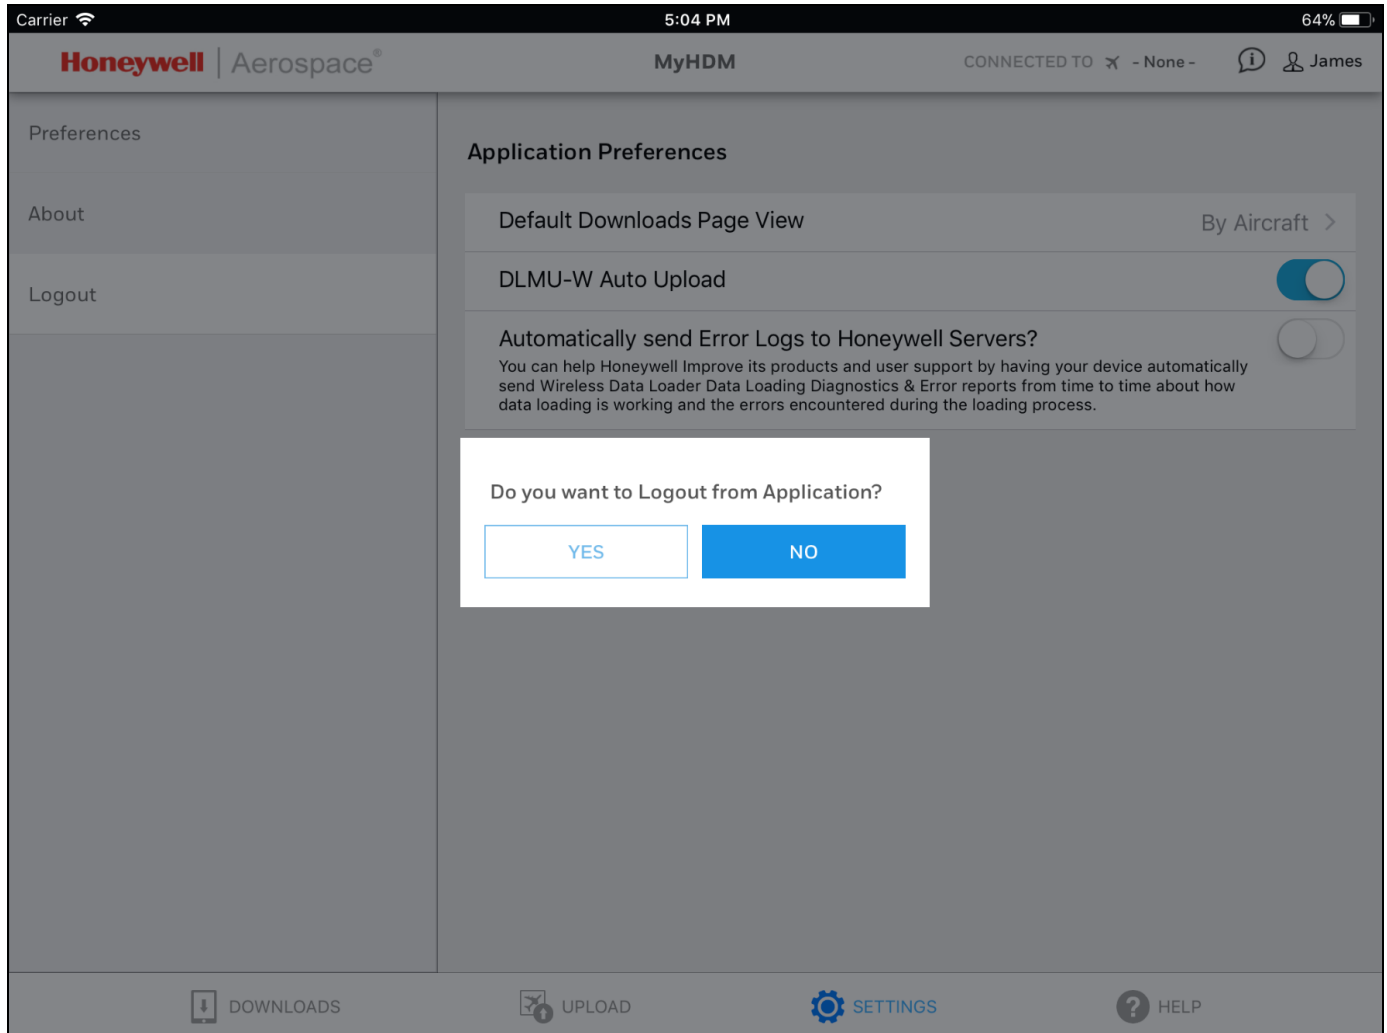 Carrier 5:04 PM 64%
Honeywell | Aerospace® MyHDM CONNECTED TO - None - James
Preferences
About
Logout
Application Preferences
Default Downloads Page View By Aircraft >
DLMU-W Auto Upload
Automatically send Error Logs to Honeywell Servers?
You can help Honeywell Improve its products and user support by having your device automatically
send Wireless Data Loader Data Loading Diagnostics & Error reports from time to time about how
data loading is working and the errors encountered during the loading process.
Do you want to Logout from Application?
YES NO
DOWNLOADS UPLOAD SETTINGS HELP